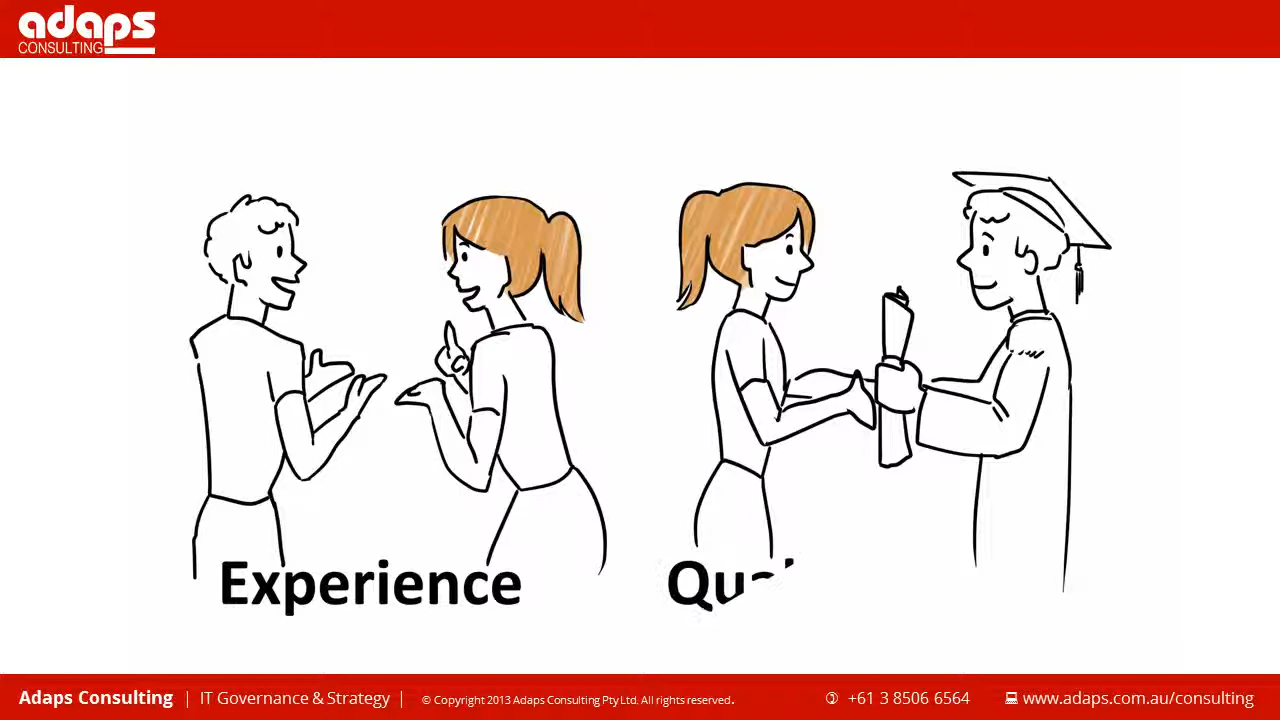 adaps
CONSULTING
Experience
Adaps Consulting | IT Governance & Strategy | © Copyright 2013 Adaps Consulting Pty Ltd. All rights reserved. +61 3 8506 6564 www.adaps.com.au/consulting